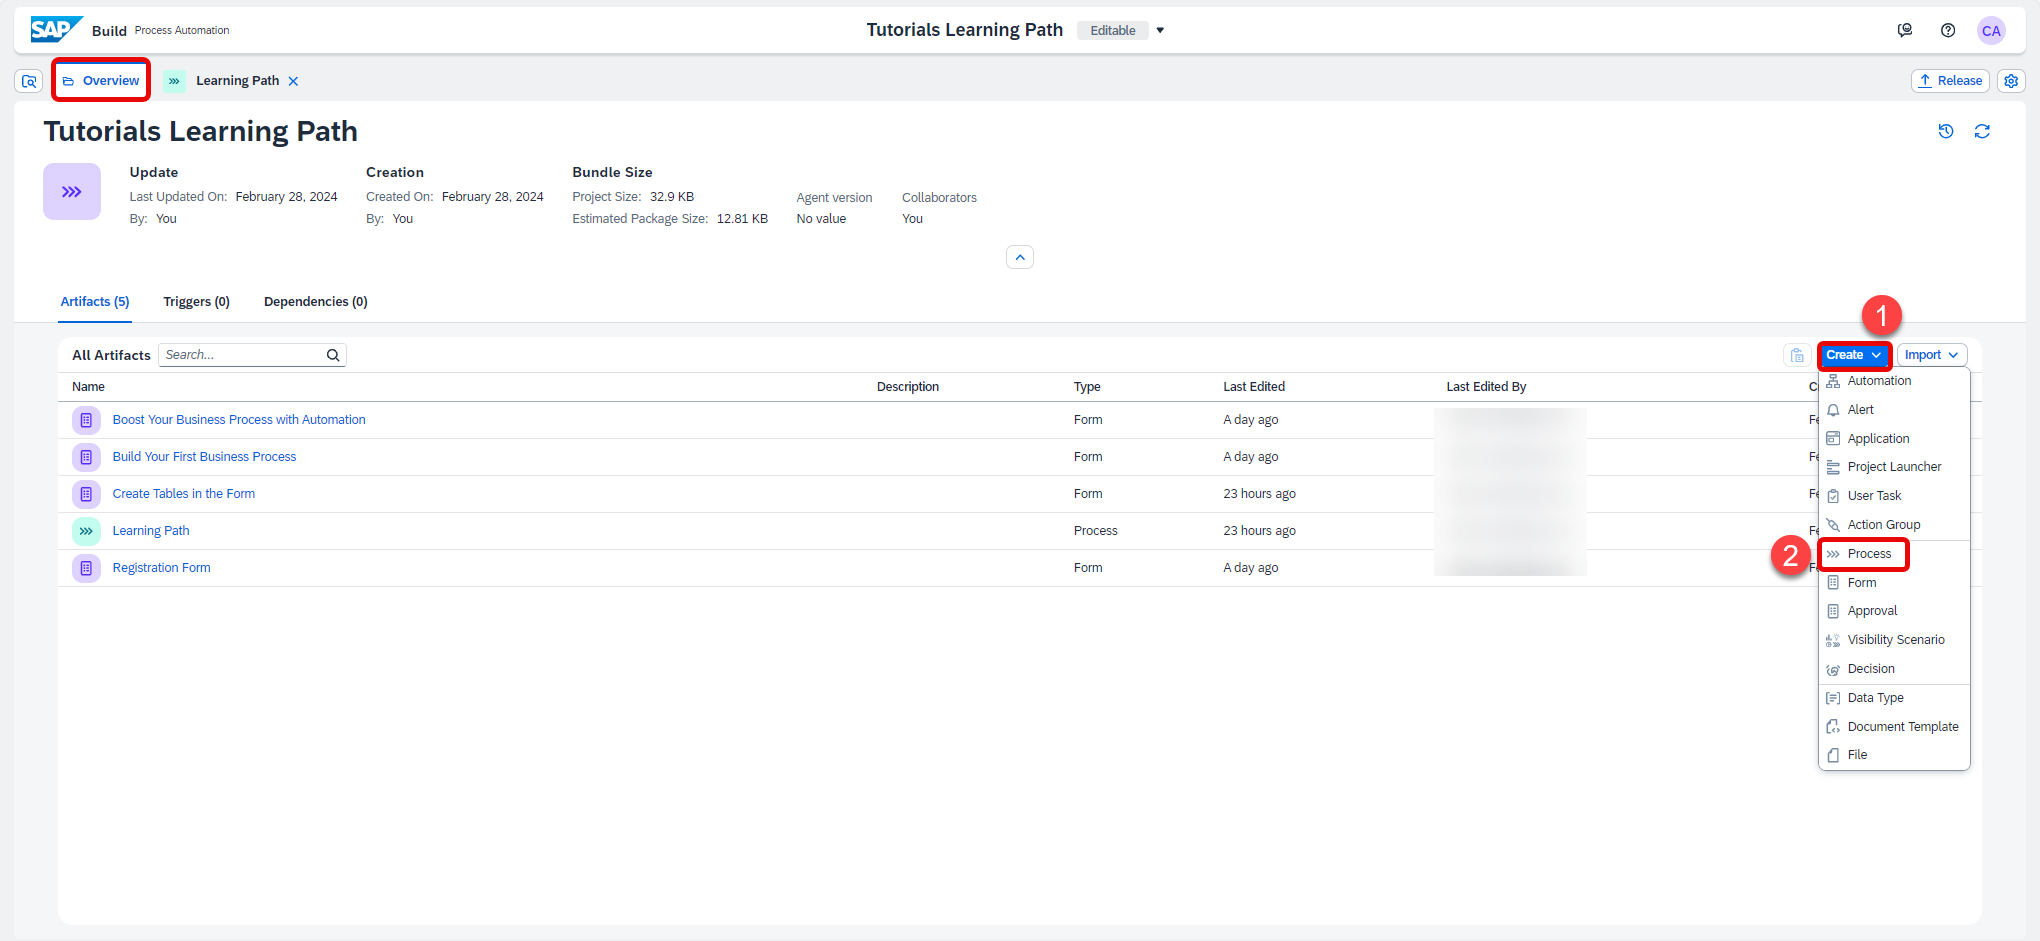 SAP Build Process Automation Tutorials Learning Path Editable CA
Overview Learning Path Release
Tutorials Learning Path
Update Creation Bundle Size
Last Updated On: February 28, 2024 Created On: February 28, 2024 Project Size: 32.9 KB Agent version Collaborators
By: You By: You Estimated Package Size: 12.81 KB No value You
Artifacts (5) Triggers (0) Dependencies (0)
1
All Artifacts Search... Create Import
Name Description Type Last Edited Last Edited By
Boost Your Business Process with Automation Form A day ago
Build Your First Business Process Form A day ago
Create Tables in the Form Form 23 hours ago
Learning Path Process 23 hours ago
Registration Form Form A day ago
Automation
Alert
Application
Project Launcher
User Task
Action Group
2 Process
Form
Approval
Visibility Scenario
Decision
Data Type
Document Template
File